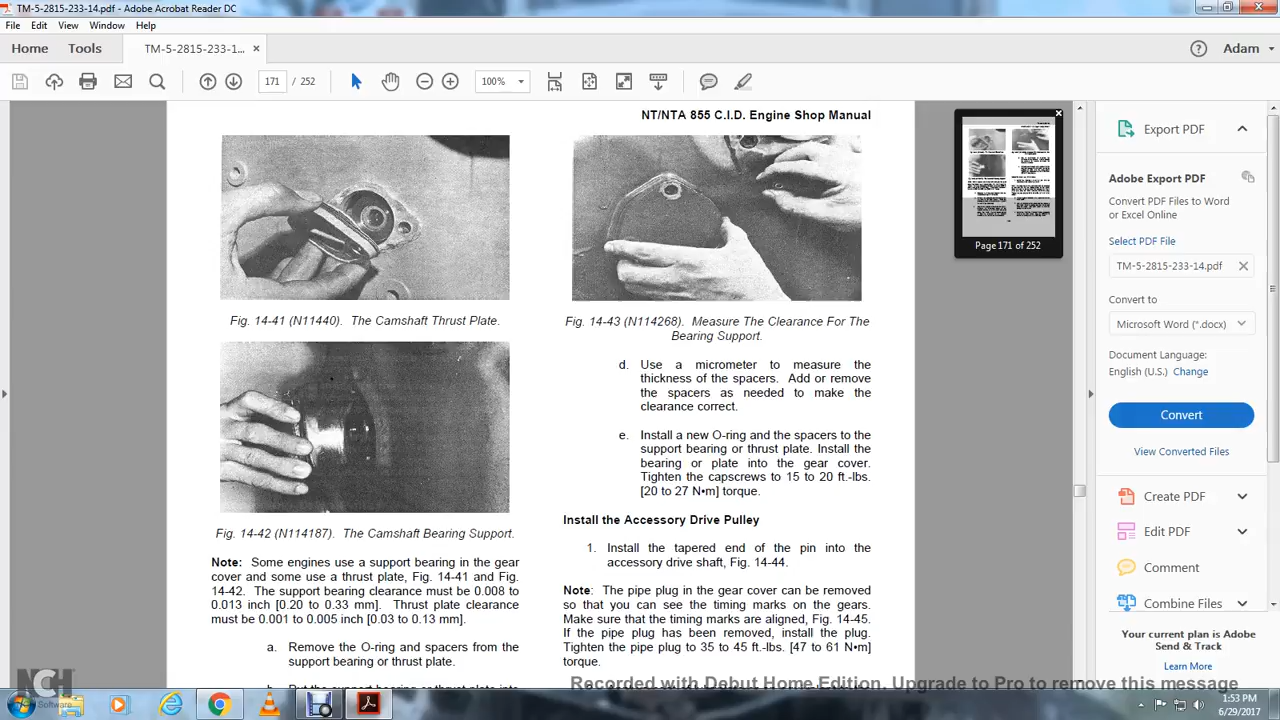 TM-5-2815-233-14.pdf - Adobe Acrobat Reader DC
File Edit View Window Help
Home Tools TM-5-2815-233-1... ×
Adam
171 / 252
100%
NT/NTA 855 C.I.D. Engine Shop Manual
Fig. 14-41 (N11440). The Camshaft Thrust Plate.
Fig. 14-42 (N114187). The Camshaft Bearing Support.
Note: Some engines use a support bearing in the gear
cover and some use a thrust plate, Fig. 14-41 and Fig.
14-42. The support bearing clearance must be 0.008 to
0.013 inch [0.20 to 0.33 mm]. Thrust plate clearance
must be 0.001 to 0.005 inch [0.03 to 0.13 mm].
a. Remove the O-ring and spacers from the
support bearing or thrust plate.
Fig. 14-43 (N114268). Measure The Clearance For The
Bearing Support.
d. Use a micrometer to measure the
thickness of the spacers. Add or remove
the spacers as needed to make the
clearance correct.
e. Install a new O-ring and the spacers to the
support bearing or thrust plate. Install the
bearing or plate into the gear cover.
Tighten the capscrews to 15 to 20 ft.-lbs.
[20 to 27 N•m] torque.
Install the Accessory Drive Pulley
1. Install the tapered end of the pin into the
accessory drive shaft, Fig. 14-44.
Note: The pipe plug in the gear cover can be removed
so that you can see the timing marks on the gears.
Make sure that the timing marks are aligned, Fig. 14-45.
If the pipe plug has been removed, install the plug.
Tighten the pipe plug to 35 to 45 ft.-lbs. [47 to 61 N•m]
torque.
Page 171 of 252
Export PDF
Adobe Export PDF
Convert PDF Files to Word
or Excel Online
Select PDF File
TM-5-2815-233-14.pdf
Convert to
Microsoft Word (*.docx)
Document Language:
English (U.S.) Change
Convert
View Converted Files
Create PDF
Edit PDF
Comment
Combine Files
Your current plan is Adobe
Send & Track
Learn More
NCH
Software
Recorded with Debut Home Edition. Upgrade to Pro to remove this message
1:53 PM
6/29/2017